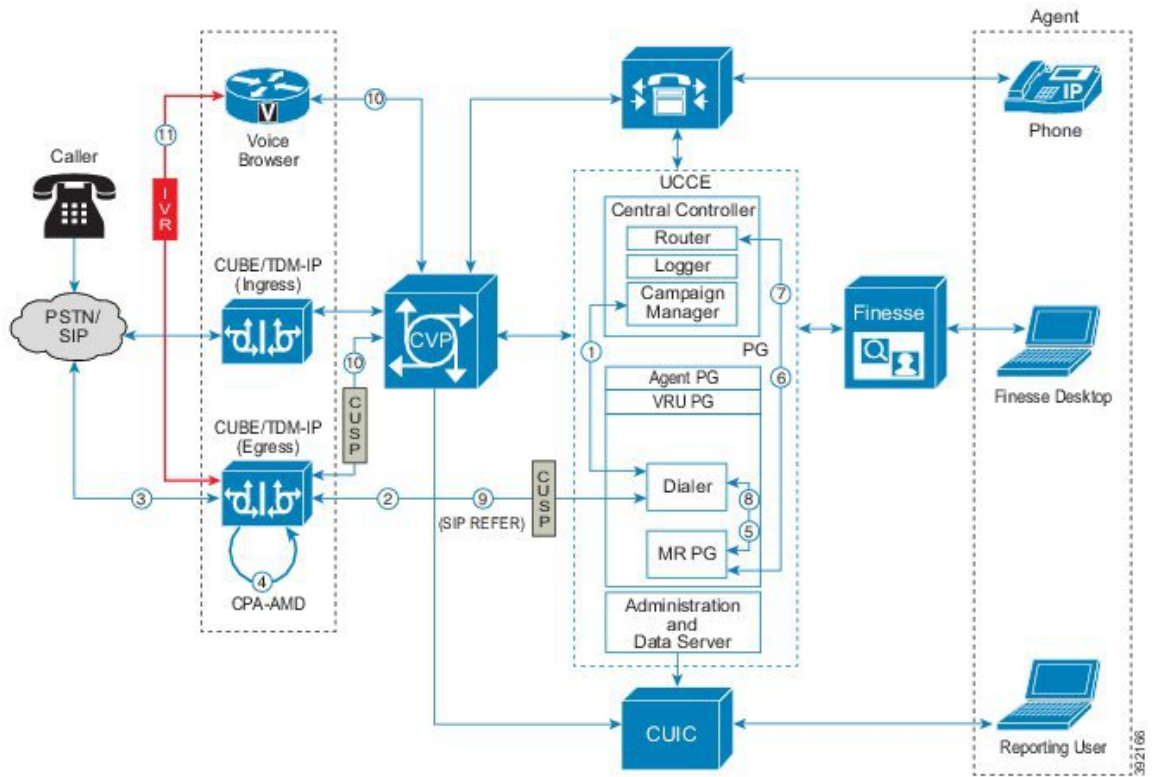 Agent
10
V
Voice
Browser
11
Caller
IVR
IP
Phone
UCCE
Central Controller
Router
Logger
Campaign
Manager
7
CUBE/TDM-IP
(Ingress)
PSTN/
SIP
CVP
Finesse
1
PG
6
10
Agent PG
VRU PG
Finesse Desktop
CUSP
CUBE/TDM-IP
(Egress)
CUSP
Dialer
3
2
9
(SIP REFER)
8
5
MR PG
4
CPA-AMD
Administration
and
Data Server
CUIC
Reporting User
392166